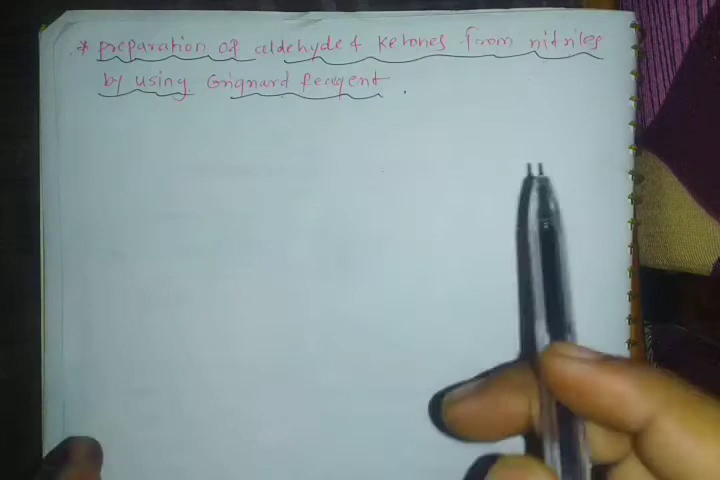 * preparation of aldehyde & Ketones from nitriles
by using Grignard Reagent.